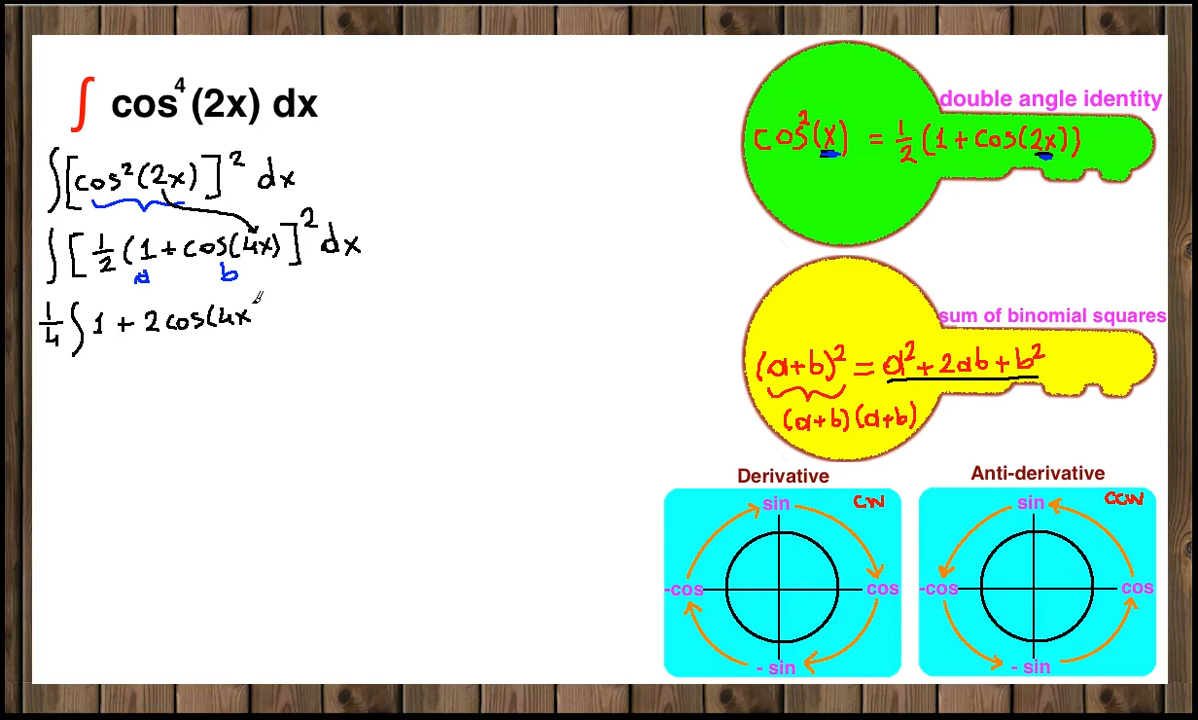 ∫ cos⁴(2x) dx
∫[cos²(2x)]² dx
∫[½(1+cos(4x)]² dx
a b
¼∫1+2cos(4x
double angle identity
cos²(x) = ½(1+cos(2x))
sum of binomial squares
(a+b)² = a²+2ab+b²
(a+b)(a+b)
Derivative
sin
CW
-cos
cos
- sin
Anti-derivative
sin
CCW
-cos
cos
- sin